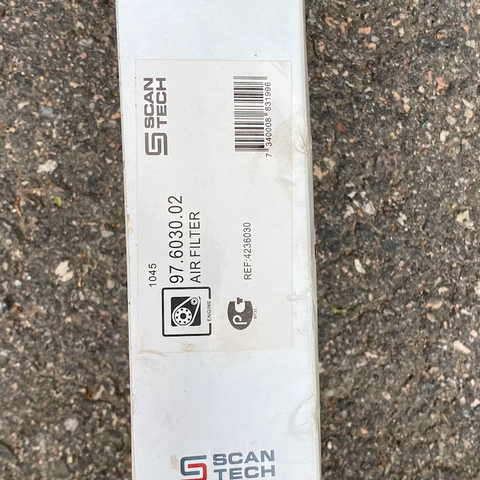 SCAN
TECH
7 340008 831996
1045
97.6030.02
AIR FILTER
REF:4236030
ENGINE
SCAN
TECH